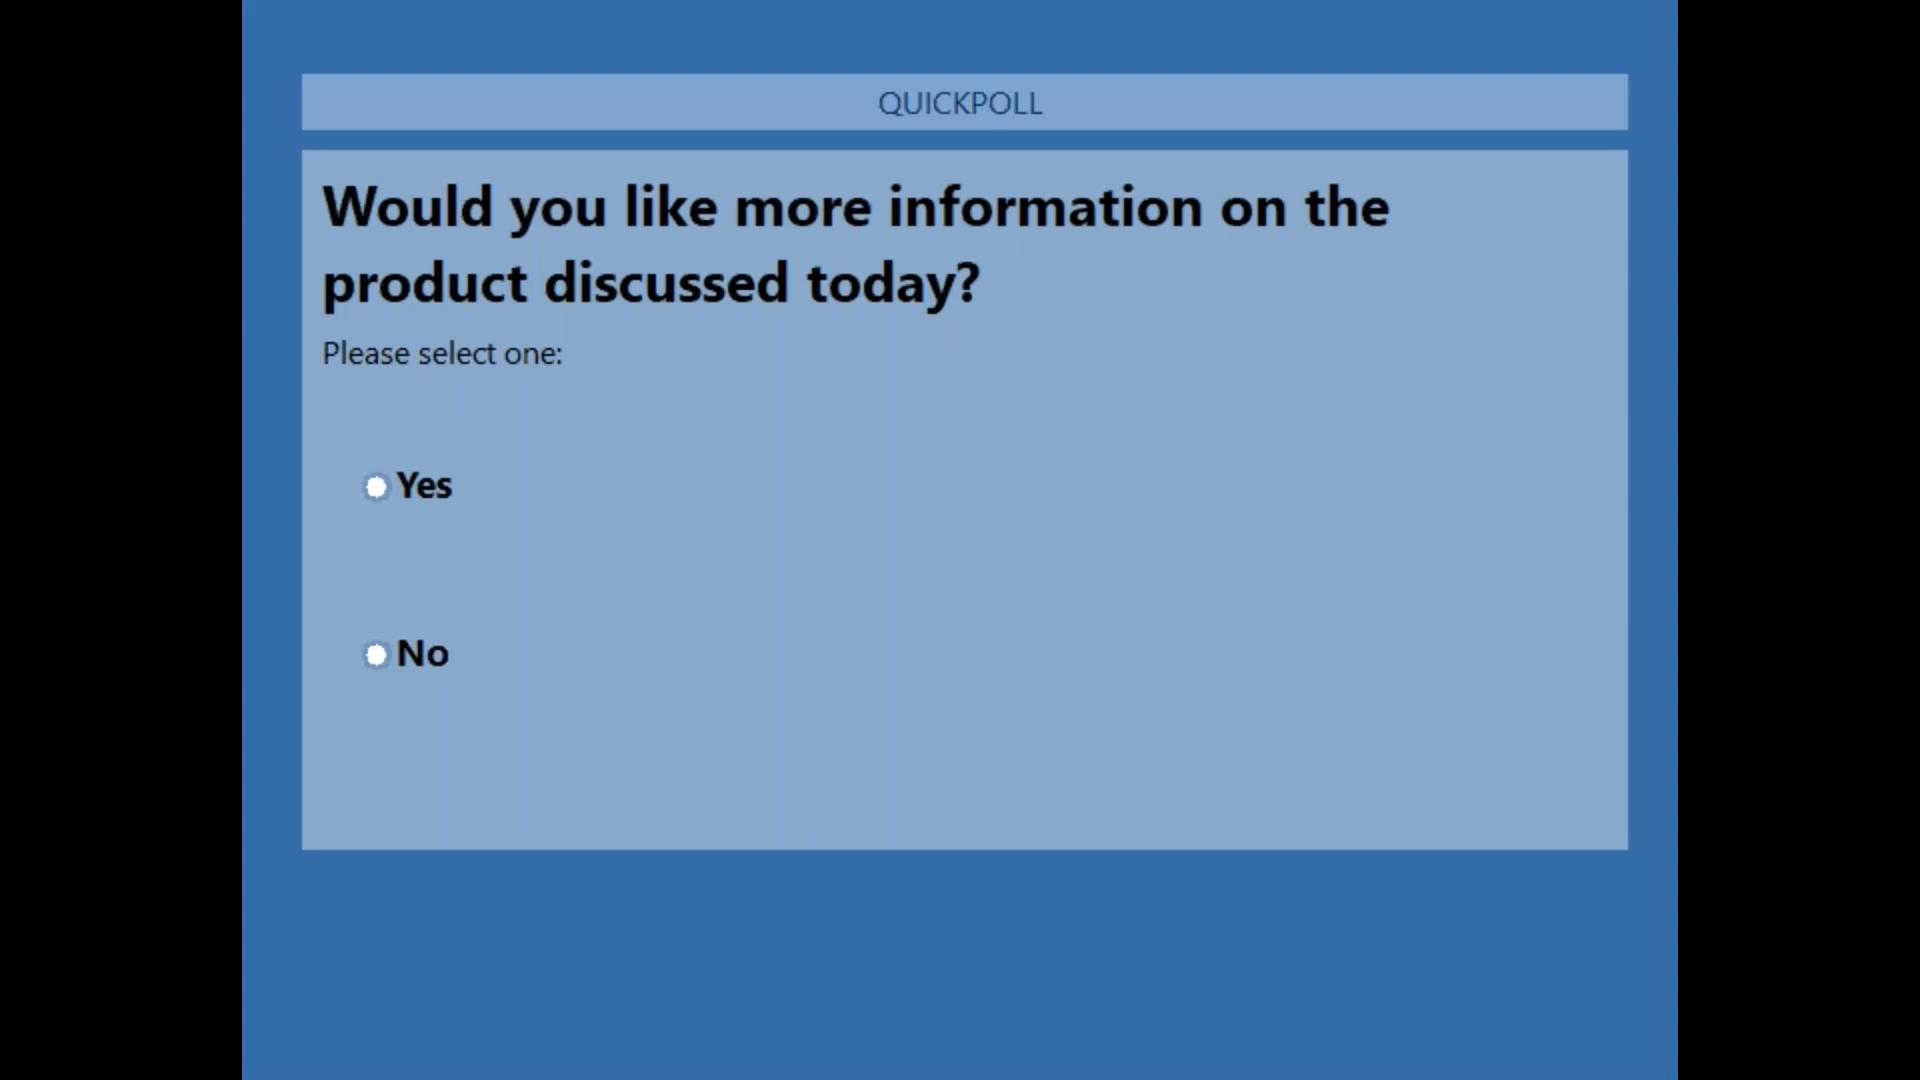 QUICKPOLL
Would you like more information on the
product discussed today?
Please select one:
Yes
No